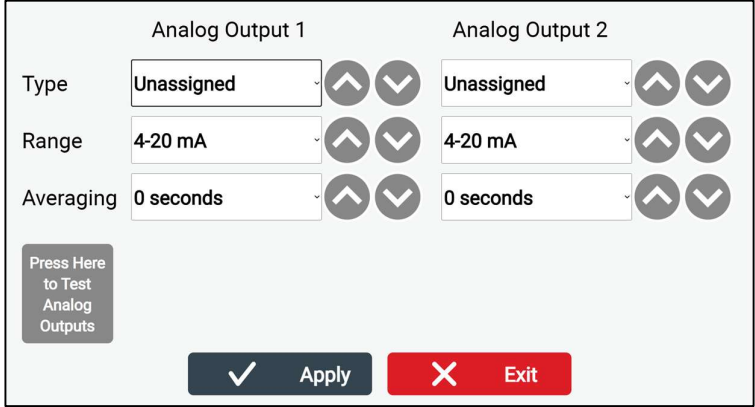 Analog Output 1 Analog Output 2
Type Unassigned Unassigned
Range 4-20 mA 4-20 mA
Averaging 0 seconds 0 seconds
Press Here
to Test
Analog
Outputs
Apply Exit